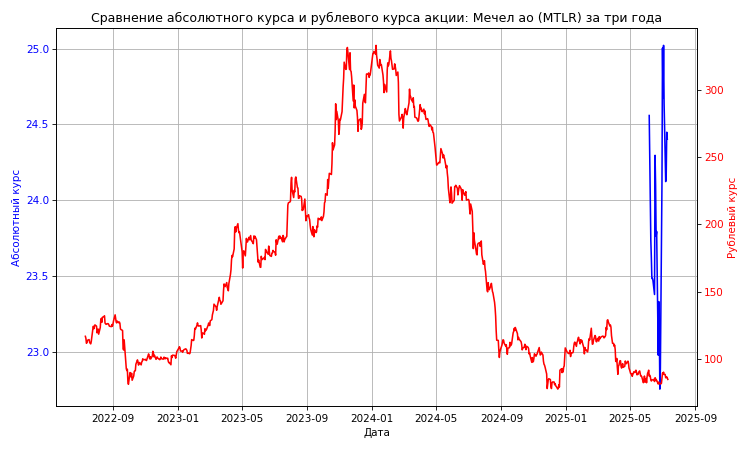 Сравнение абсолютного курса и рублевого курса акции: Мечел ао (MTLR) за три года
25.0
24.5
24.0
23.5
23.0
Абсолютный курс
300
250
200
150
100
Рублевый курс
2022-09 2023-01 2023-05 2023-09 2024-01 2024-05 2024-09 2025-01 2025-05 2025-09
Дата